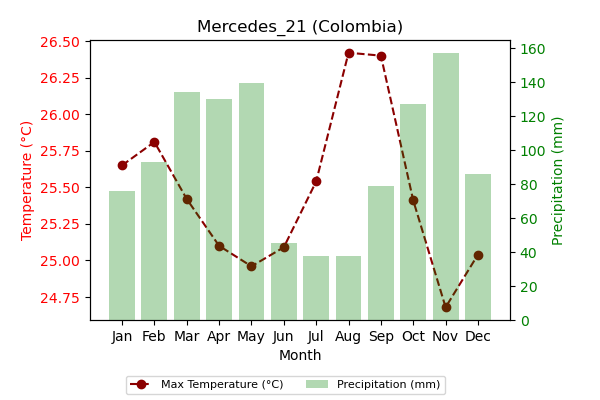 Mercedes_21 (Colombia)
26.50
26.25
26.00
25.75
25.50
25.25
25.00
24.75
Temperature (°C)
160
140
120
100
80
60
40
20
0
Precipitation (mm)
Jan Feb Mar Apr May Jun Jul Aug Sep Oct Nov Dec
Month
Max Temperature (°C) Precipitation (mm)